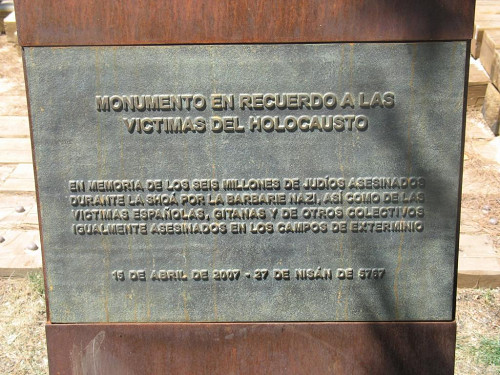 MONUMENTO EN RECUERDO A LAS
VICTIMAS DEL HOLOCAUSTO
EN MEMORIA DE LOS SEIS MILLONES DE JUDÍOS ASESINADOS
DURANTE LA SHOÁ POR LA BARBARIE NAZI, ASÍ COMO DE LAS
VICTIMAS ESPAÑOLAS, GITANAS Y DE OTROS COLECTIVOS
IGUALMENTE ASESINADOS EN LOS CAMPOS DE EXTERMINIO
15 DE ABRIL DE 2007 - 27 DE NISÁN DE 5767